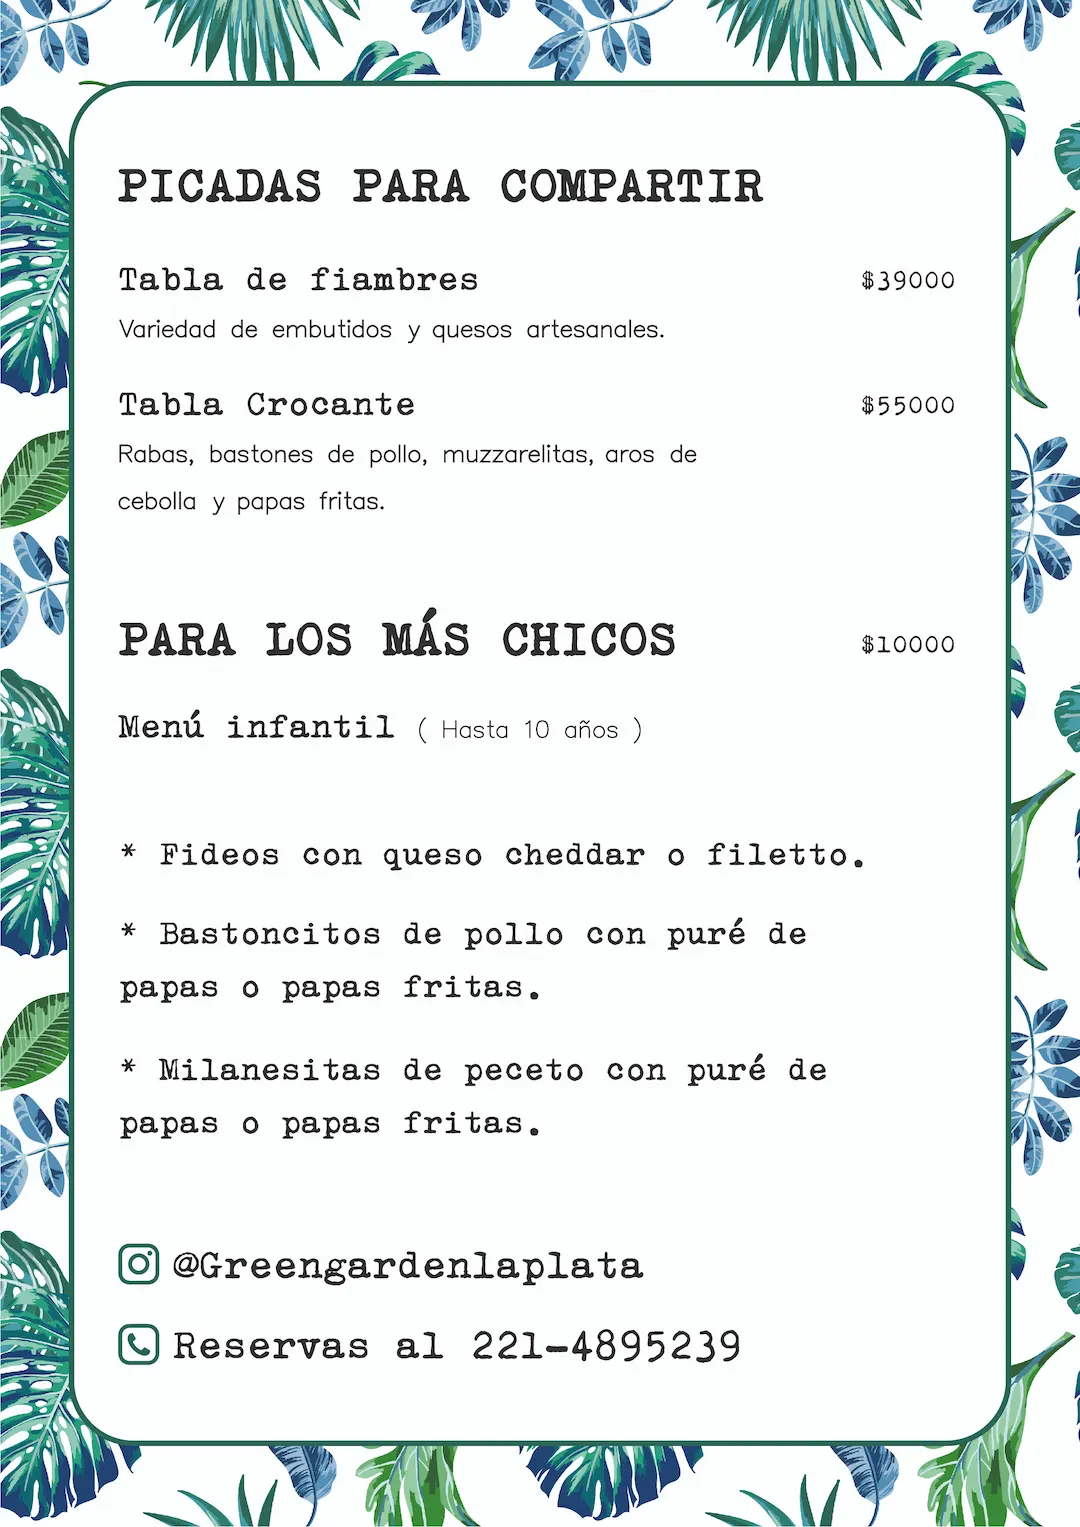 PICADAS PARA COMPARTIR
Tabla de fiambres $39000
Variedad de embutidos y quesos artesanales.
Tabla Crocante $55000
Rabas, bastones de pollo, muzzarelitas, aros de
cebolla y papas fritas.
PARA LOS MÁS CHICOS $10000
Menú infantil ( Hasta 10 años )
* Fideos con queso cheddar o filetto.
* Bastoncitos de pollo con puré de
papas o papas fritas.
* Milanesitas de peceto con puré de
papas o papas fritas.
@Greengardenlaplata
Reservas al 221-4895239